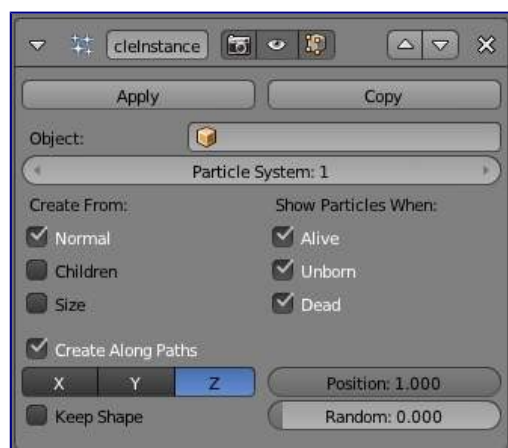 cleInstance
Apply Copy
Object:
Particle System: 1
Create From: Show Particles When:
Normal Alive
Children Unborn
Size Dead
Create Along Paths
X Y Z Position: 1.000
Keep Shape Random: 0.000